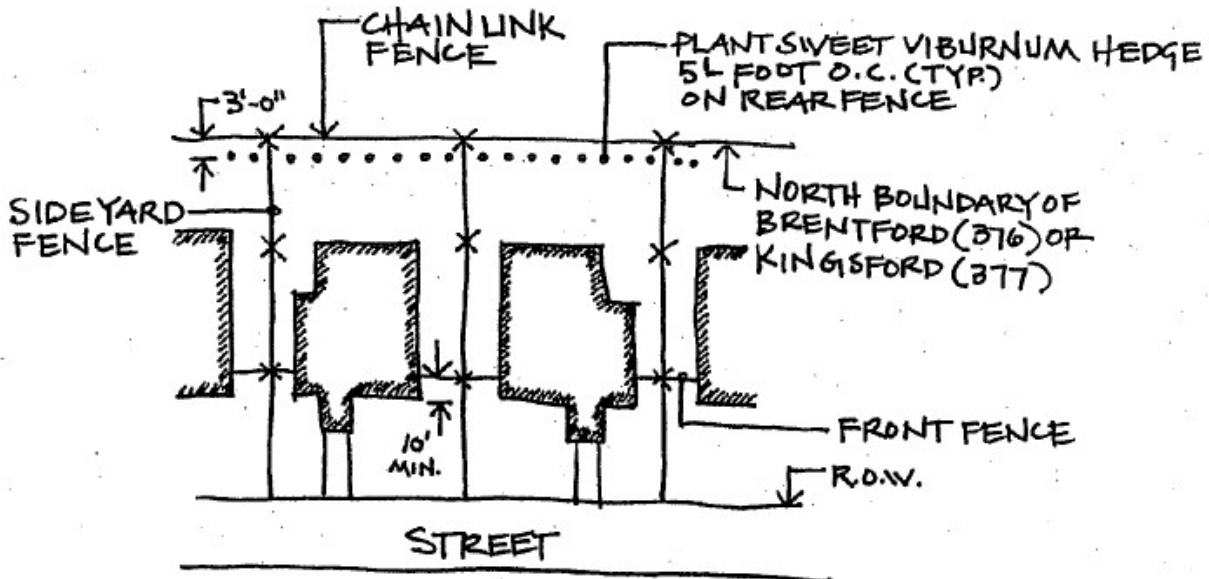 CHAIN LINK
FENCE
PLANT SWEET VIBURNUM HEDGE
5L FOOT O.C. (TYP.)
ON REAR FENCE
3'-0"
SIDEYARD
FENCE
NORTH BOUNDARY OF
BRENTFORD (376) OR
KINGSFORD (377)
10'
MIN.
FRONT FENCE
R.O.W.
STREET